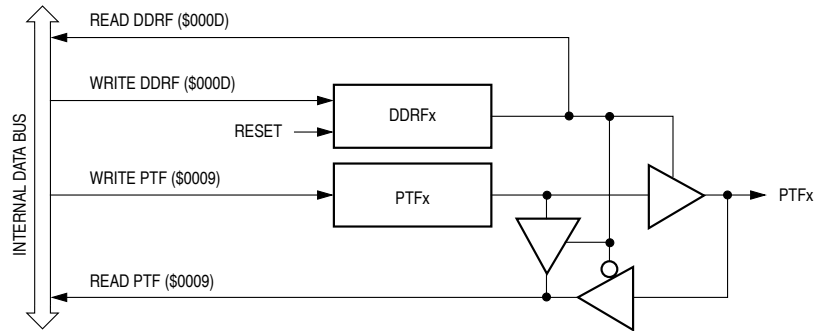 READ DDRF ($000D)
WRITE DDRF ($000D)
DDRFx
RESET
WRITE PTF ($0009)
PTFx
PTFx
READ PTF ($0009)
INTERNAL DATA BUS